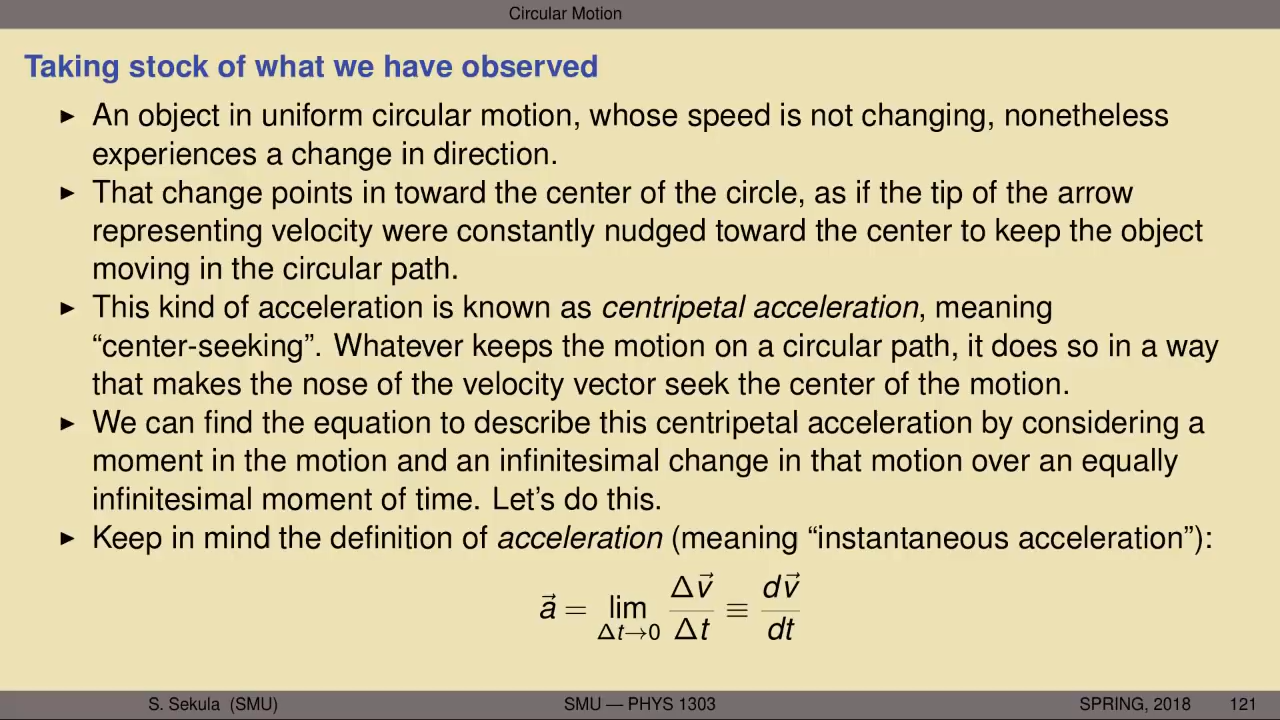 Circular Motion
Taking stock of what we have observed
▶ An object in uniform circular motion, whose speed is not changing, nonetheless
experiences a change in direction.
▶ That change points in toward the center of the circle, as if the tip of the arrow
representing velocity were constantly nudged toward the center to keep the object
moving in the circular path.
▶ This kind of acceleration is known as centripetal acceleration, meaning
“center-seeking”. Whatever keeps the motion on a circular path, it does so in a way
that makes the nose of the velocity vector seek the center of the motion.
▶ We can find the equation to describe this centripetal acceleration by considering a
moment in the motion and an infinitesimal change in that motion over an equally
infinitesimal moment of time. Let’s do this.
▶ Keep in mind the definition of acceleration (meaning “instantaneous acceleration”):
a⃗ = lim Δt→0 Δv⃗/Δt ≡ dv⃗/dt
S. Sekula (SMU) SMU — PHYS 1303 SPRING, 2018 121